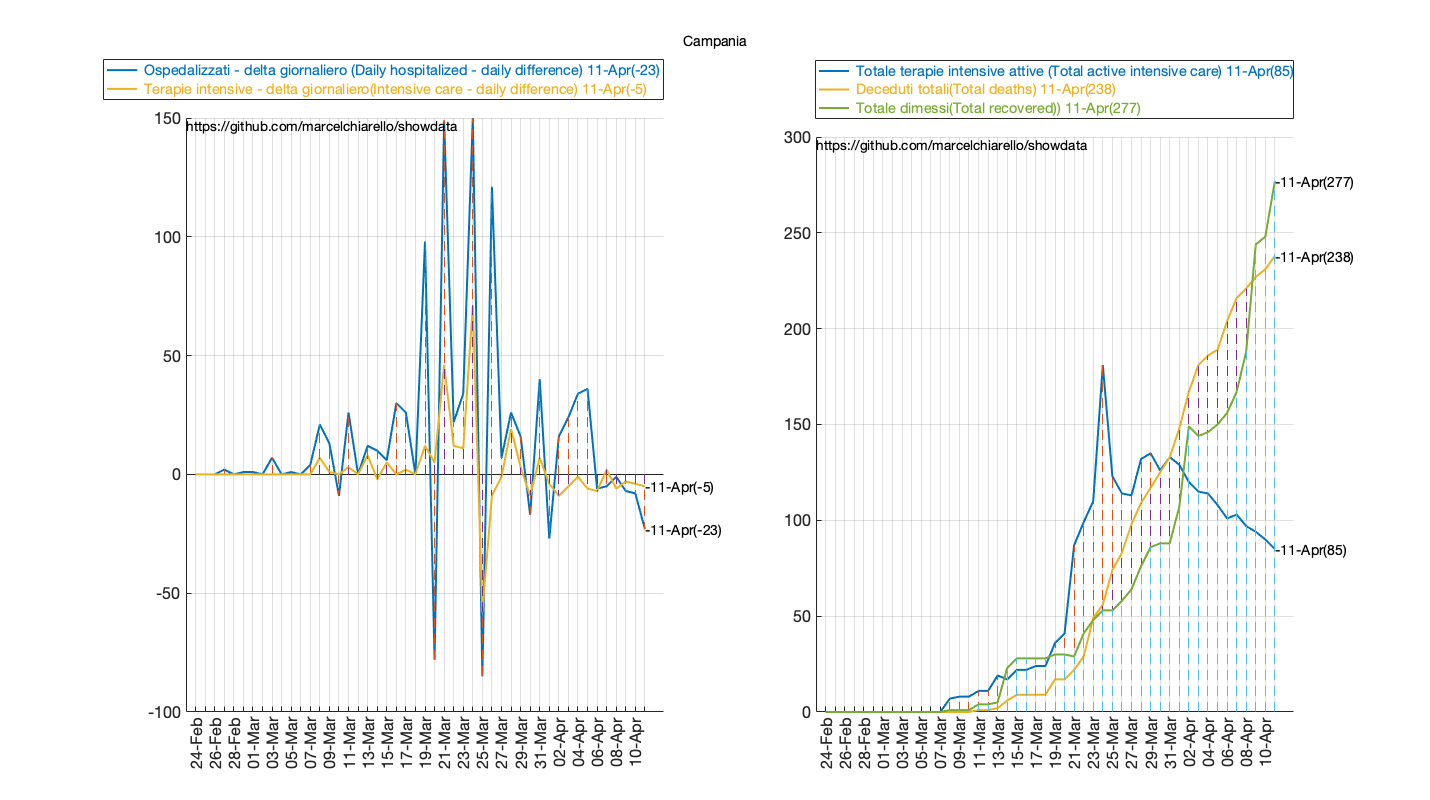 Campania
Ospedalizzati - delta giornaliero (Daily hospitalized - daily difference) 11-Apr(-23)
Terapie intensive - delta giornaliero(Intensive care - daily difference) 11-Apr(-5)
https://github.com/marcelchiarello/showdata
150
100
50
0
-50
-100
-11-Apr(-5)
-11-Apr(-23)
24-Feb
26-Feb
28-Feb
01-Mar
03-Mar
05-Mar
07-Mar
09-Mar
11-Mar
13-Mar
15-Mar
17-Mar
19-Mar
21-Mar
23-Mar
25-Mar
27-Mar
29-Mar
31-Mar
02-Apr
04-Apr
06-Apr
08-Apr
10-Apr
Totale terapie intensive attive (Total active intensive care) 11-Apr(85)
Deceduti totali(Total deaths) 11-Apr(238)
Totale dimessi(Total recovered)) 11-Apr(277)
https://github.com/marcelchiarello/showdata
300
250
200
150
100
50
0
-11-Apr(277)
-11-Apr(238)
-11-Apr(85)
24-Feb
26-Feb
28-Feb
01-Mar
03-Mar
05-Mar
07-Mar
09-Mar
11-Mar
13-Mar
15-Mar
17-Mar
19-Mar
21-Mar
23-Mar
25-Mar
27-Mar
29-Mar
31-Mar
02-Apr
04-Apr
06-Apr
08-Apr
10-Apr